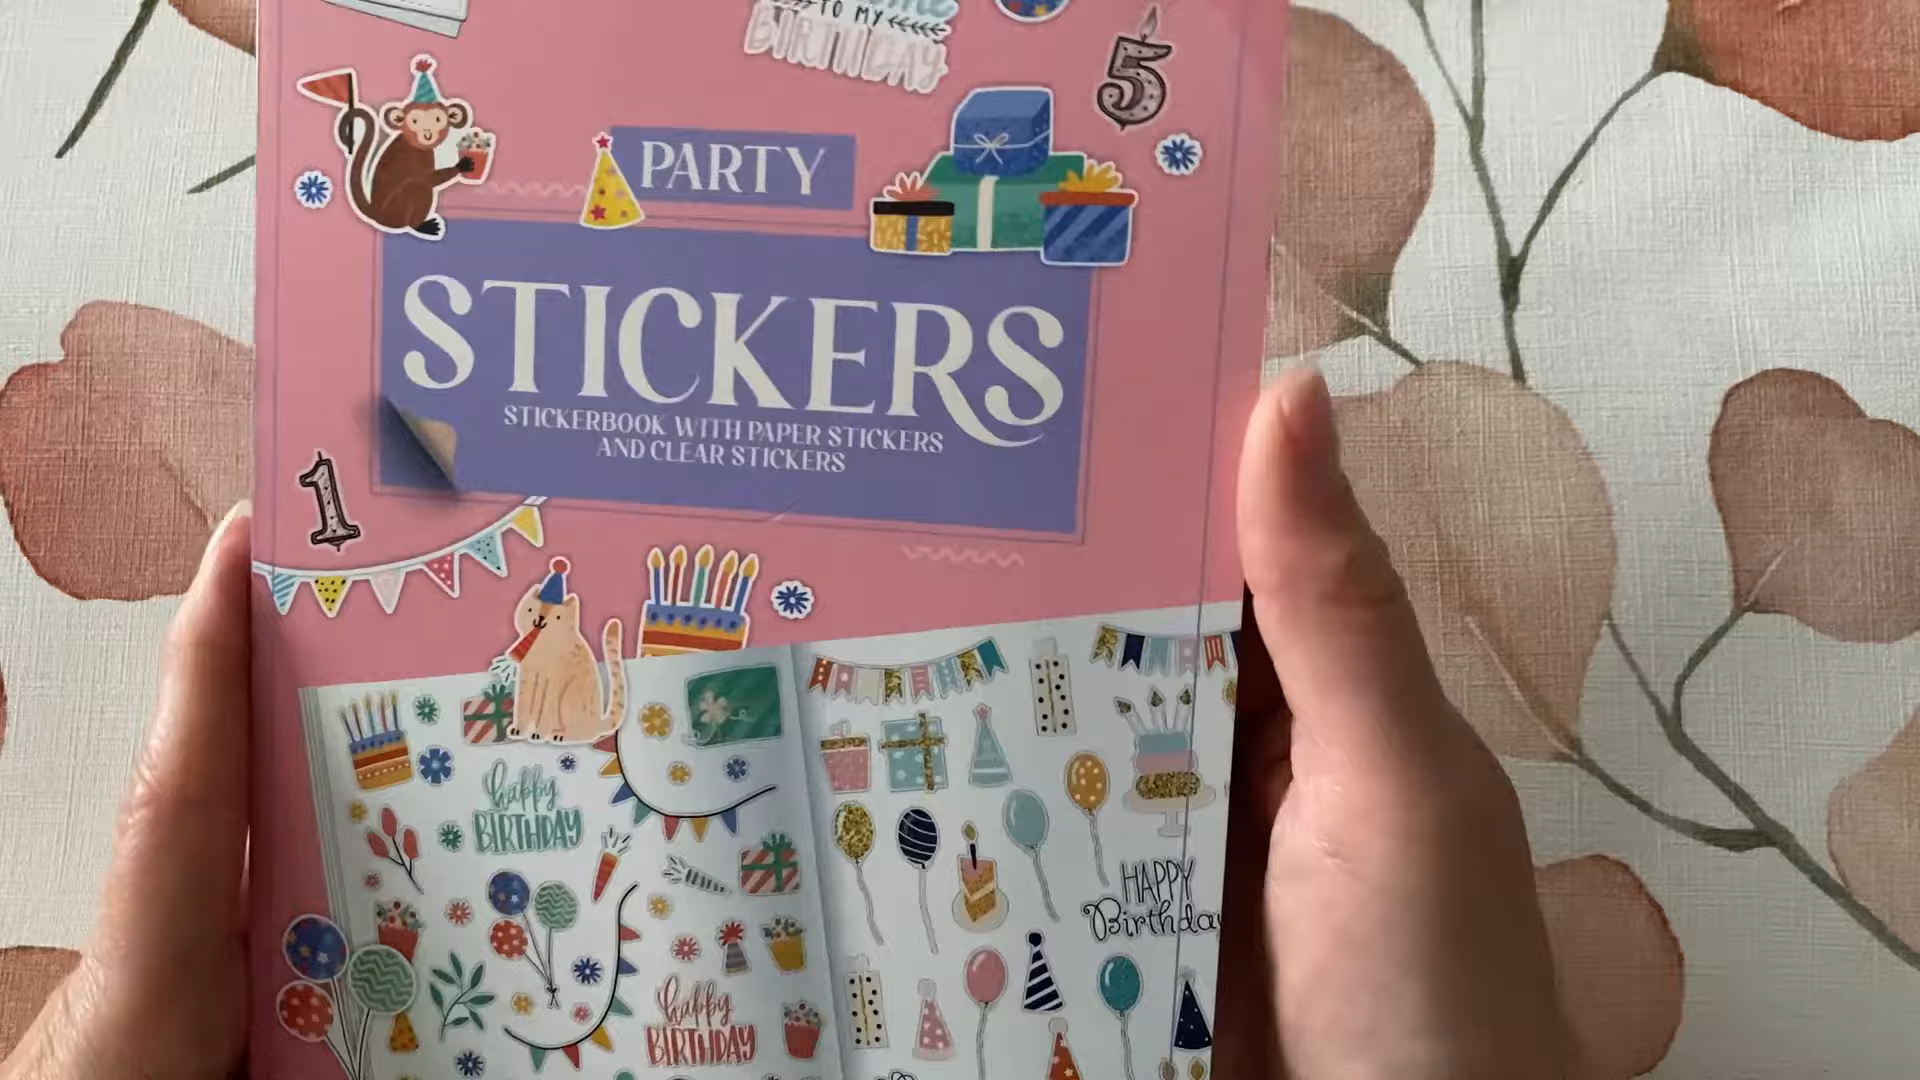 TO MY
BIRTHDAY
5
PARTY
STICKERS
STICKERBOOK WITH PAPER STICKERS
AND CLEAR STICKERS
1
happy
BIRTHDAY
HAPPY
Birthday
happy
BIRTHDAY